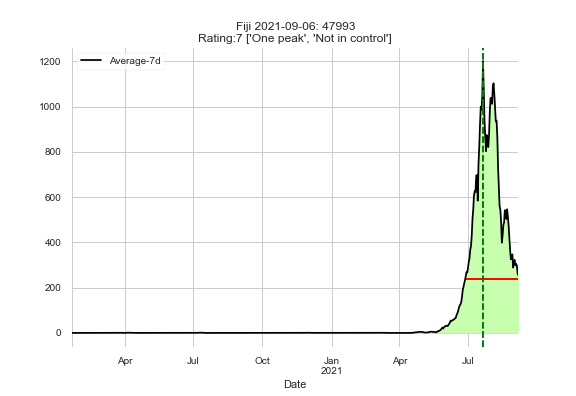 Fiji 2021-09-06: 47993
Rating:7 ['One peak', 'Not in control']
Average-7d
1200
1000
800
600
400
200
0
Apr
Jul
Oct
Jan
2021
Apr
Jul
Date